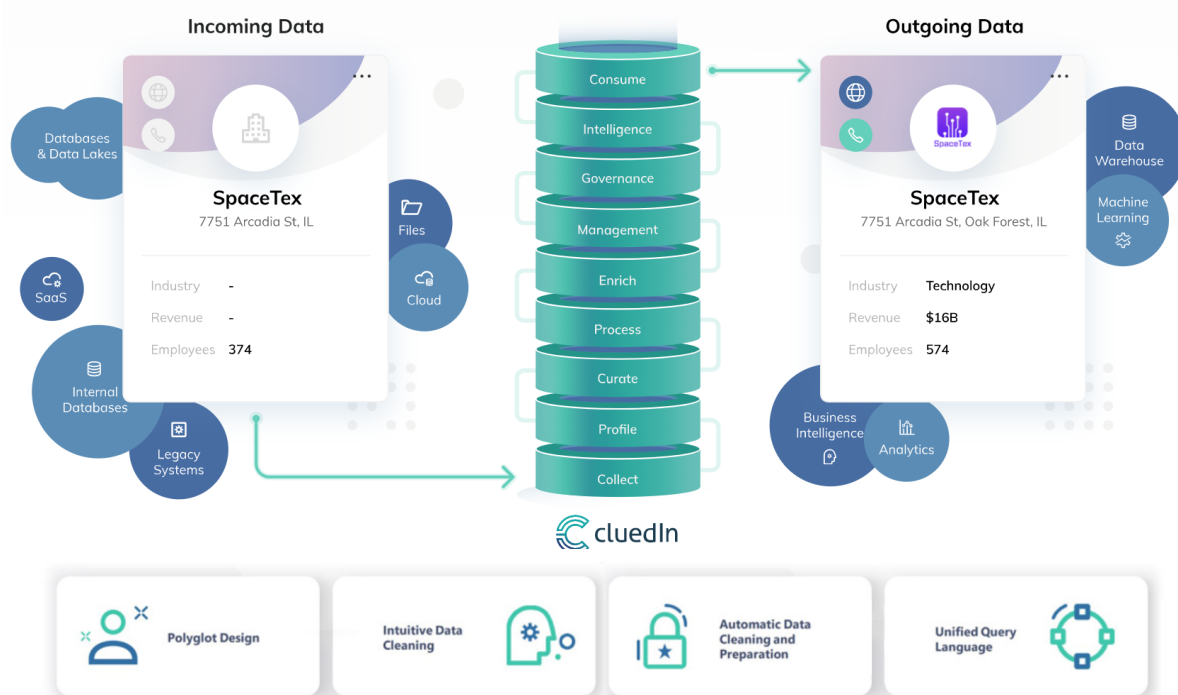 Incoming Data
Databases
& Data Lakes
SpaceTex
7751 Arcadia St, IL
Industry -
Revenue -
Employees 374
Files
Cloud
SaaS
Internal
Databases
Legacy
Systems
Consume
Intelligence
Governance
Management
Enrich
Process
Curate
Profile
Collect
cluedIn
Outgoing Data
SpaceTex
SpaceTex
7751 Arcadia St, Oak Forest, IL
Industry Technology
Revenue $16B
Employees 574
Data
Warehouse
Machine
Learning
Business
Intelligence
Analytics
Polyglot Design
Intuitive Data
Cleaning
Automatic Data
Cleaning and
Preparation
Unified Query
Language